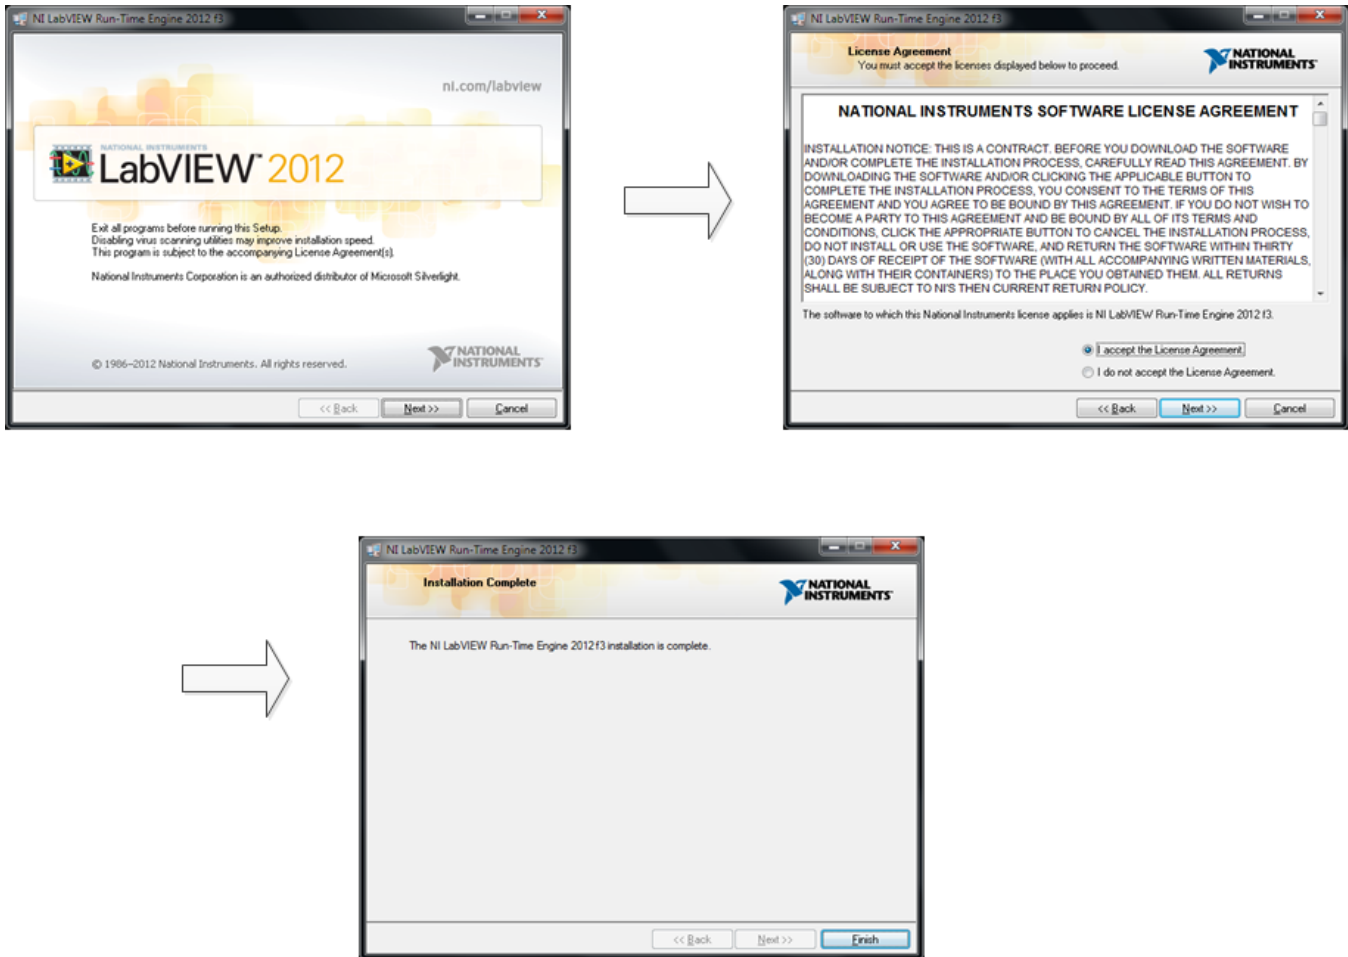 NI LabVIEW Run-Time Engine 2012 f3
ni.com/labview
NATIONAL INSTRUMENTS
LabVIEW™ 2012
Exit all programs before running this Setup.
Disabling virus scanning utilities may improve installation speed.
This program is subject to the accompanying License Agreement(s).
National Instruments Corporation is an authorized distributor of Microsoft Silverlight.
© 1986–2012 National Instruments. All rights reserved.
NATIONAL
INSTRUMENTS
<< Back Next >> Cancel
NI LabVIEW Run-Time Engine 2012 f3
License Agreement
You must accept the licenses displayed below to proceed.
NATIONAL
INSTRUMENTS
NATIONAL INSTRUMENTS SOFTWARE LICENSE AGREEMENT
INSTALLATION NOTICE: THIS IS A CONTRACT. BEFORE YOU DOWNLOAD THE SOFTWARE
AND/OR COMPLETE THE INSTALLATION PROCESS, CAREFULLY READ THIS AGREEMENT. BY
DOWNLOADING THE SOFTWARE AND/OR CLICKING THE APPLICABLE BUTTON TO
COMPLETE THE INSTALLATION PROCESS, YOU CONSENT TO THE TERMS OF THIS
AGREEMENT AND YOU AGREE TO BE BOUND BY THIS AGREEMENT. IF YOU DO NOT WISH TO
BECOME A PARTY TO THIS AGREEMENT AND BE BOUND BY ALL OF ITS TERMS AND
CONDITIONS, CLICK THE APPROPRIATE BUTTON TO CANCEL THE INSTALLATION PROCESS,
DO NOT INSTALL OR USE THE SOFTWARE, AND RETURN THE SOFTWARE WITHIN THIRTY
(30) DAYS OF RECEIPT OF THE SOFTWARE (WITH ALL ACCOMPANYING WRITTEN MATERIALS,
ALONG WITH THEIR CONTAINERS) TO THE PLACE YOU OBTAINED THEM. ALL RETURNS
SHALL BE SUBJECT TO NI'S THEN CURRENT RETURN POLICY.
The software to which this National Instruments license applies is NI LabVIEW Run-Time Engine 2012 f3.
I accept the License Agreement.
I do not accept the License Agreement.
<< Back Next >> Cancel
NI LabVIEW Run-Time Engine 2012 f3
Installation Complete
NATIONAL
INSTRUMENTS
The NI LabVIEW Run-Time Engine 2012 f3 installation is complete.
<< Back Next >> Finish